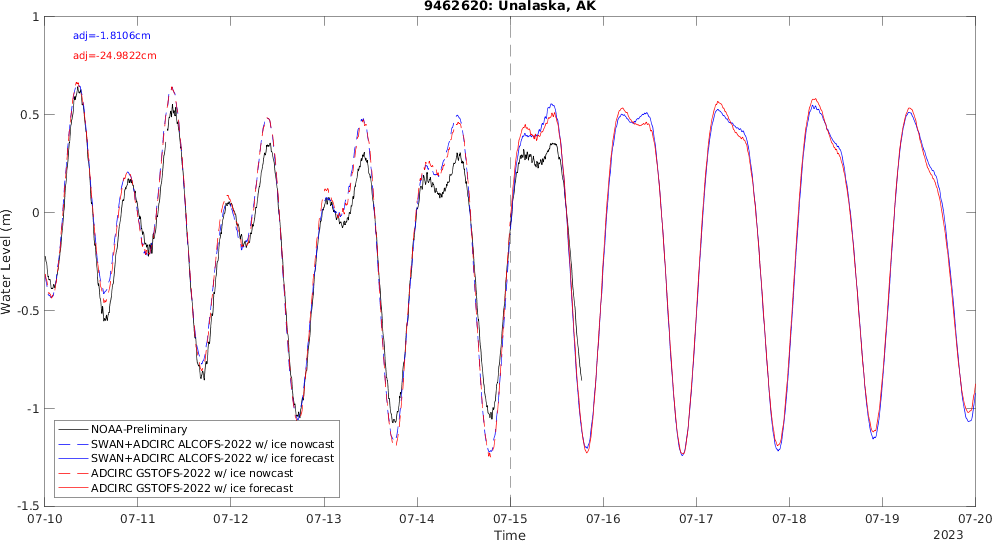 9462620: Unalaska, AK
adj=-1.8106cm
adj=-24.9822cm
Water Level (m)
1
0.5
0
-0.5
-1
-1.5
NOAA-Preliminary
SWAN+ADCIRC ALCOFS-2022 w/ ice nowcast
SWAN+ADCIRC ALCOFS-2022 w/ ice forecast
ADCIRC GSTOFS-2022 w/ ice nowcast
ADCIRC GSTOFS-2022 w/ ice forecast
07-10 07-11 07-12 07-13 07-14 07-15 07-16 07-17 07-18 07-19 07-20
Time
2023